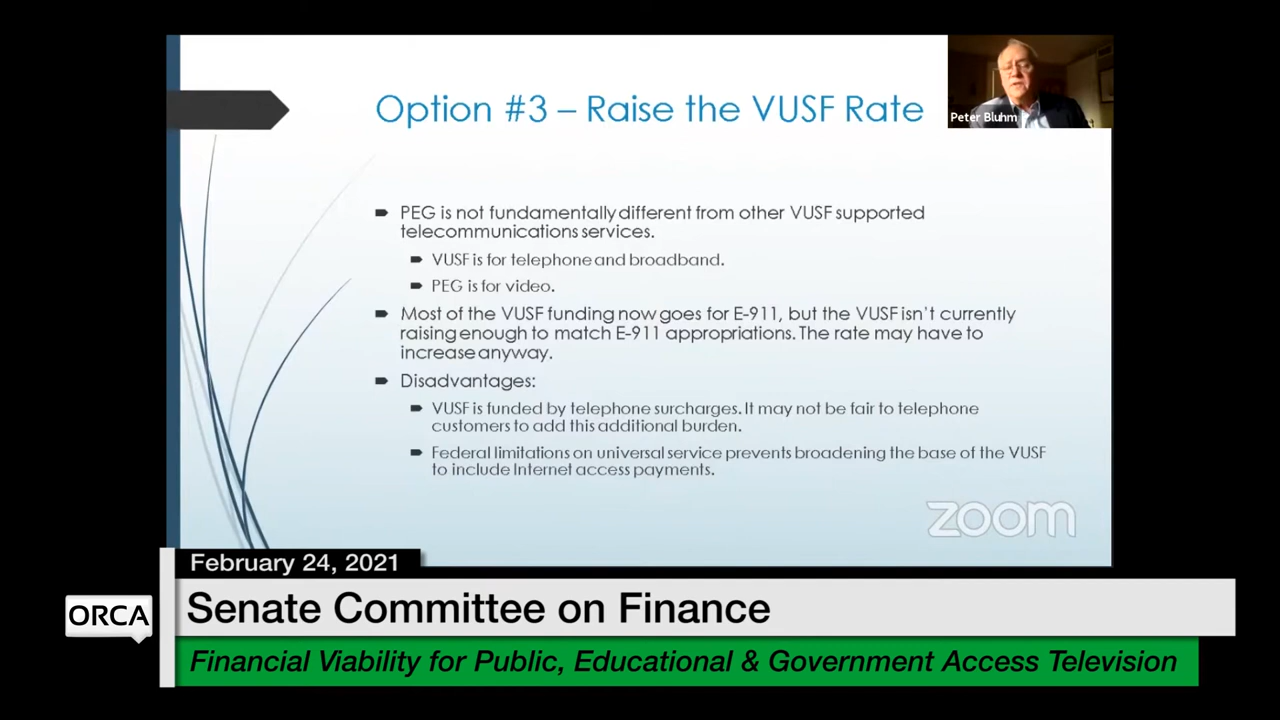 Option #3 – Raise the VUSF Rate
Peter Bluhm
PEG is not fundamentally different from other VUSF supported
telecommunications services.
VUSF is for telephone and broadband.
PEG is for video.
Most of the VUSF funding now goes for E-911, but the VUSF isn't currently
raising enough to match E-911 appropriations. The rate may have to
increase anyway.
Disadvantages:
VUSF is funded by telephone surcharges. It may not be fair to telephone
customers to add this additional burden.
Federal limitations on universal service prevents broadening the base of the VUSF
to include Internet access payments.
zoom
February 24, 2021
ORCA
Senate Committee on Finance
Financial Viability for Public, Educational & Government Access Television